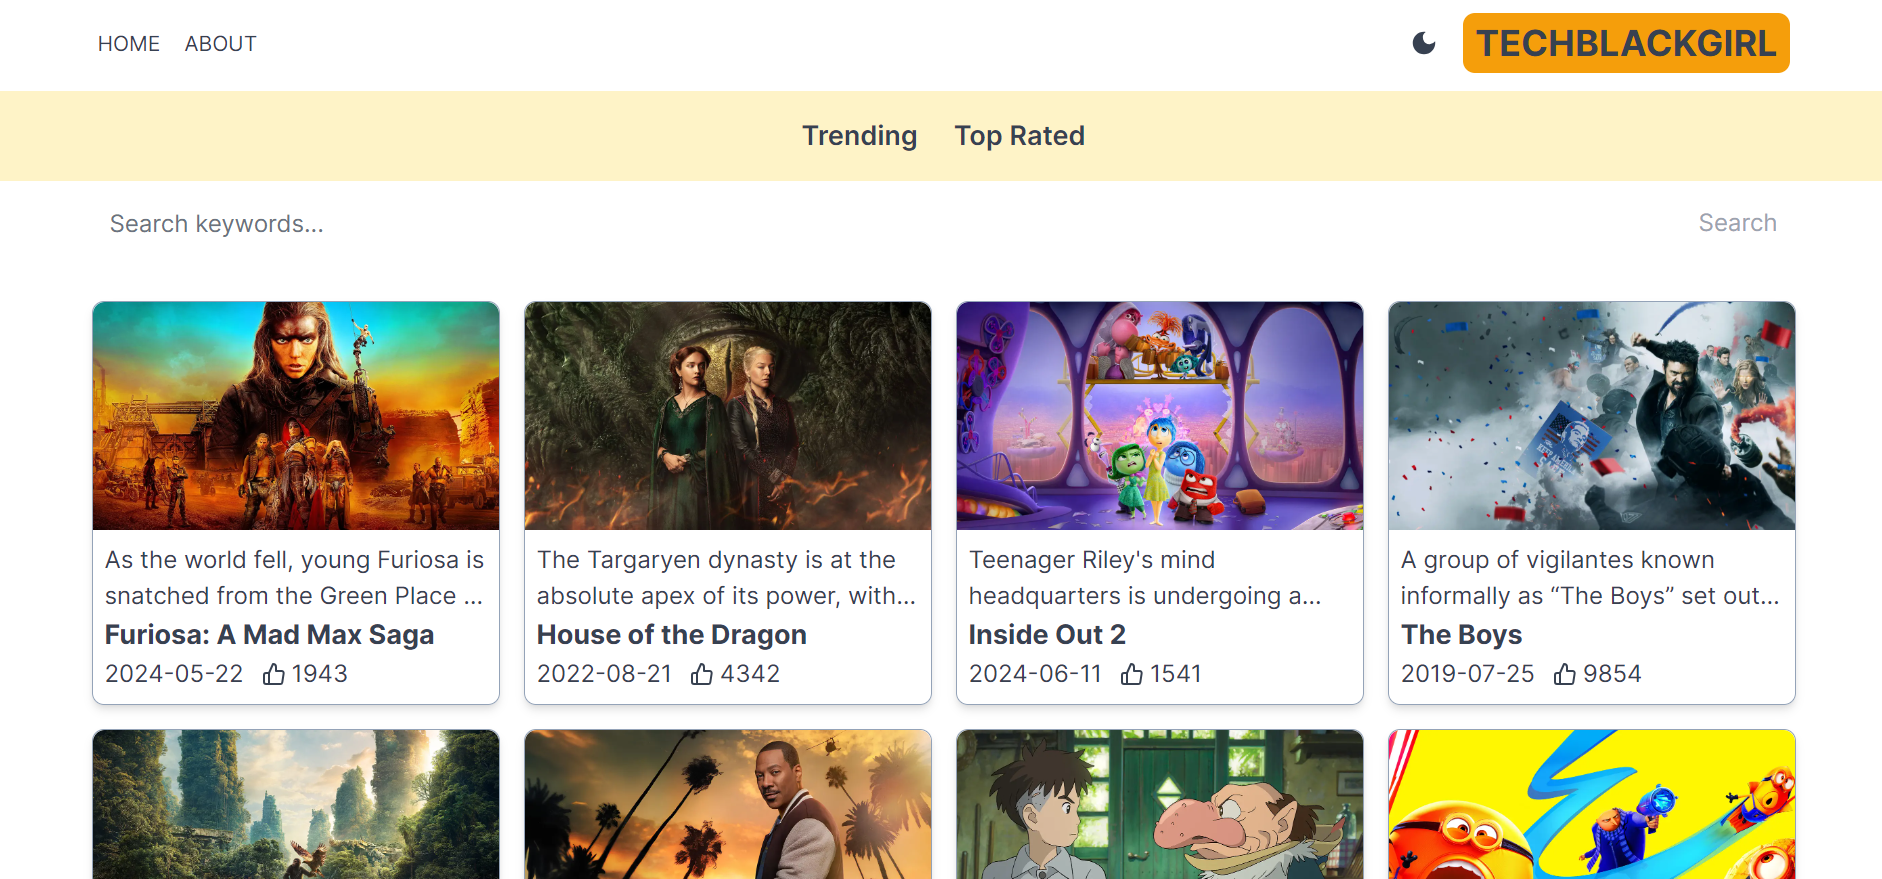 HOME ABOUT TECHBLACKGIRL
Trending Top Rated
Search keywords... Search
As the world fell, young Furiosa is
snatched from the Green Place ...
Furiosa: A Mad Max Saga
2024-05-22 1943
The Targaryen dynasty is at the
absolute apex of its power, with...
House of the Dragon
2022-08-21 4342
Teenager Riley's mind
headquarters is undergoing a...
Inside Out 2
2024-06-11 1541
A group of vigilantes known
informally as “The Boys” set out...
The Boys
2019-07-25 9854